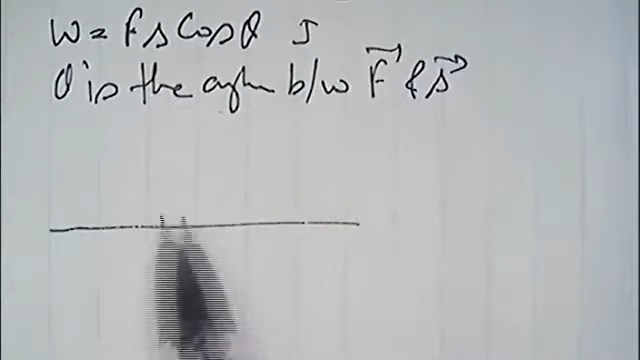 W = FS Cos θ J
θ is the angle b/w F⃗ & S⃗